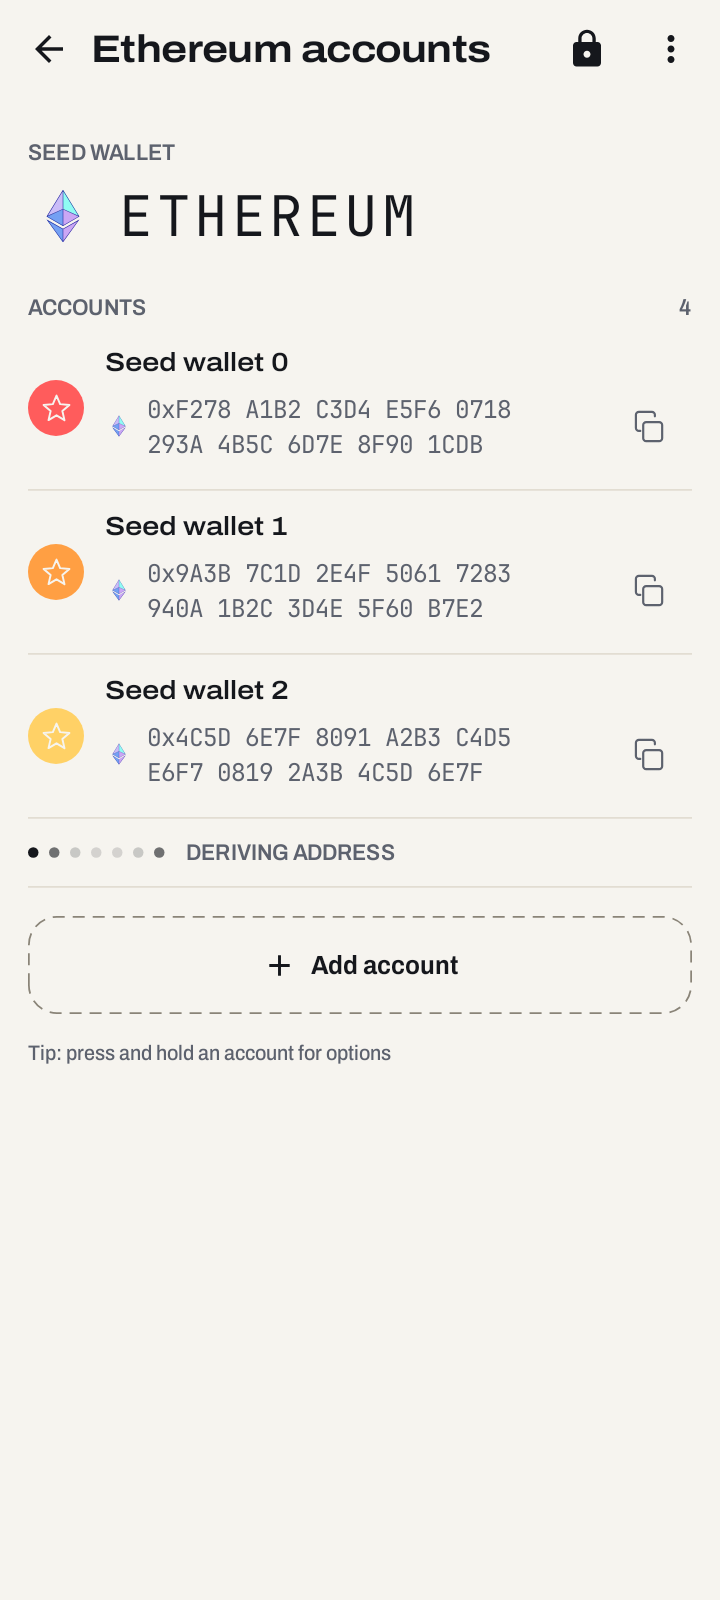 Ethereum accounts
SEED WALLET
ETHEREUM
ACCOUNTS 4
Seed wallet 0
0xF278 A1B2 C3D4 E5F6 0718
293A 4B5C 6D7E 8F90 1CDB
Seed wallet 1
0x9A3B 7C1D 2E4F 5061 7283
940A 1B2C 3D4E 5F60 B7E2
Seed wallet 2
0x4C5D 6E7F 8091 A2B3 C4D5
E6F7 0819 2A3B 4C5D 6E7F
DERIVING ADDRESS
Add account
Tip: press and hold an account for options